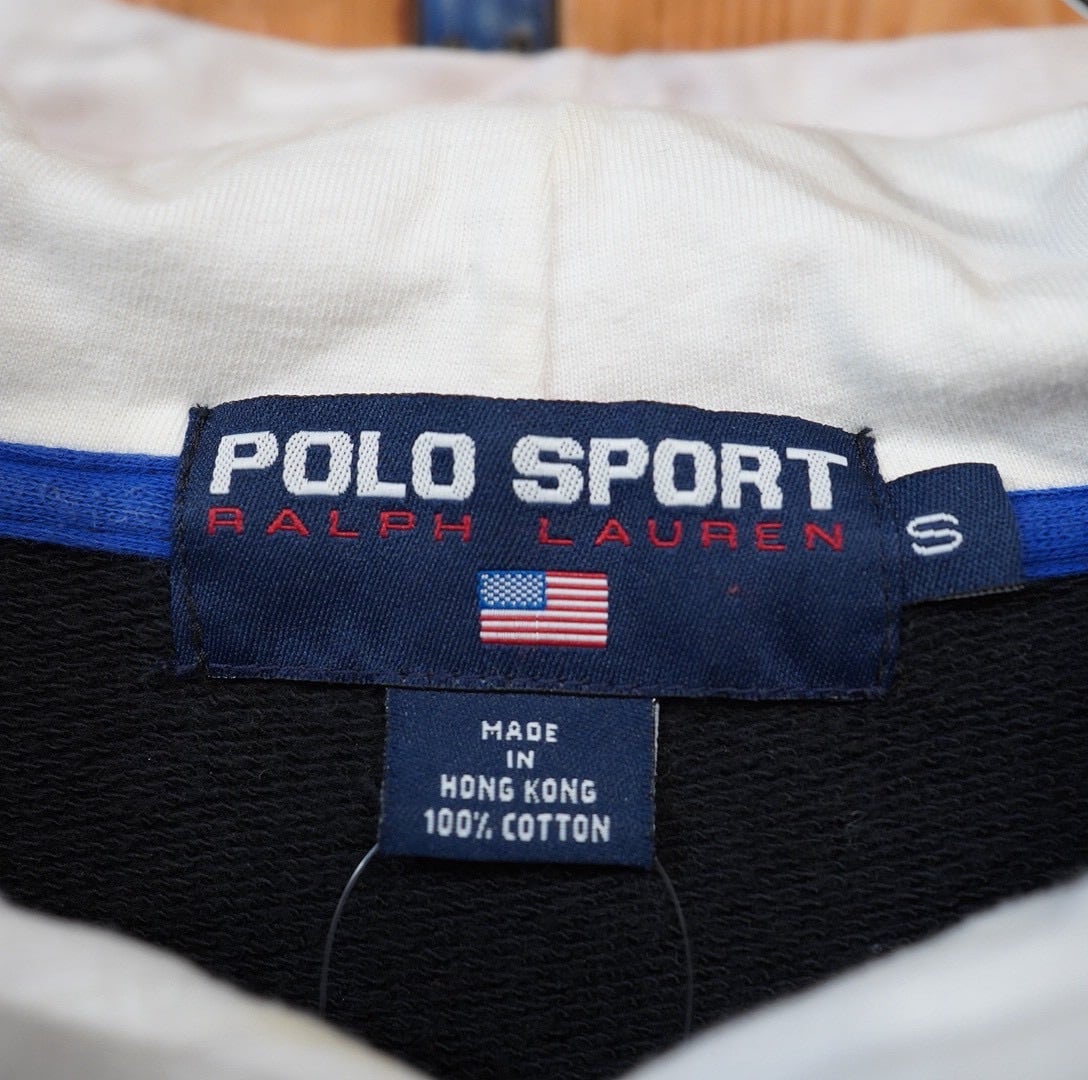 POLO SPORT
RALPH LAUREN
S
MADE
IN
HONG KONG
100% COTTON